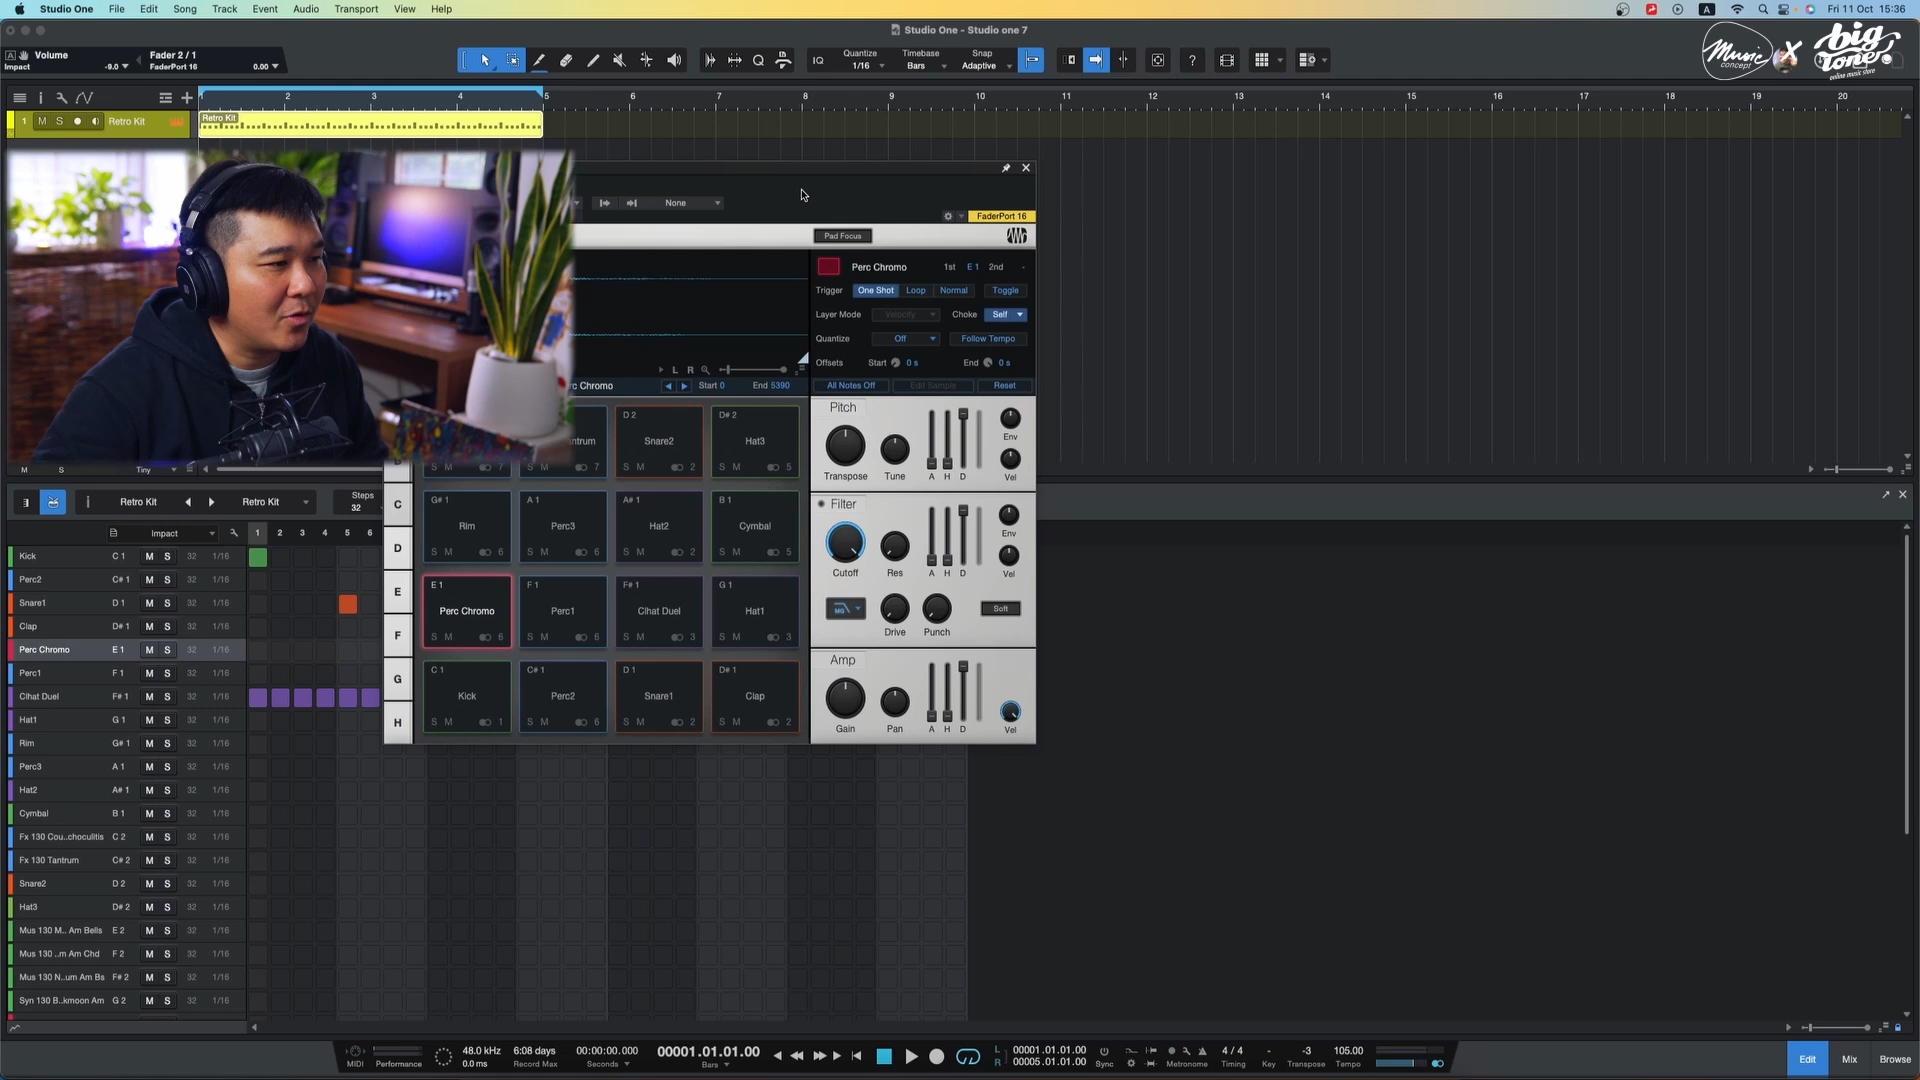 Studio One File Edit Song Track Event Audio Transport View Help
A Fri 11 Oct 15:36
Studio One - Studio one 7
Music concept X big tone online music store
Volume Fader 2 / 1
Impact -9.0 FaderPort 16 0.00
IQ Quantize 1/16 Timebase Bars Snap Adaptive ?
1 2 3 4 5 6 7 8 9 10 11 12 13 14 15 16 17 18 19 20
1 M S Retro Kit
Retro Kit
None
FaderPort 16
Pad Focus
Perc Chromo 1st E 1 2nd -
Trigger One Shot Loop Normal Toggle
Layer Mode Velocity Choke Self
Quantize Off Follow Tempo
Offsets Start 0 s End 0 s
L R
rc Chromo Start 0 End 5390
All Notes Off Edit Sample Reset
Pitch
Transpose Tune A H D Env Vel
Filter
Cutoff Res A H D Env Vel
Drive Punch Soft
Amp
Gain Pan A H D Vel
ntrum S M 7
D 2 Snare2 S M 2
D# 2 Hat3 S M 5
S M 7
C D E F G H
G# 1 Rim S M 6
A 1 Perc3 S M 6
A# 1 Hat2 S M 2
B 1 Cymbal S M 5
E 1 Perc Chromo S M 6
F 1 Perc1 S M 6
F# 1 Clhat Duel S M 3
G 1 Hat1 S M 3
C 1 Kick S M 1
C# 1 Perc2 S M 6
D 1 Snare1 S M 2
D# 1 Clap S M 2
M S Tiny
Retro Kit Retro Kit Steps 32
Impact 1 2 3 4 5 6
Kick C 1 M S 32 1/16
Perc2 C# 1 M S 32 1/16
Snare1 D 1 M S 32 1/16
Clap D# 1 M S 32 1/16
Perc Chromo E 1 M S 32 1/16
Perc1 F 1 M S 32 1/16
Clhat Duel F# 1 M S 32 1/16
Hat1 G 1 M S 32 1/16
Rim G# 1 M S 32 1/16
Perc3 A 1 M S 32 1/16
Hat2 A# 1 M S 32 1/16
Cymbal B 1 M S 32 1/16
Fx 130 Cou..choculitis C 2 M S 32 1/16
Fx 130 Tantrum C# 2 M S 32 1/16
Snare2 D 2 M S 32 1/16
Hat3 D# 2 M S 32 1/16
Mus 130 M.. Am Bells E 2 M S 32 1/16
Mus 130 ..m Am Chd F 2 M S 32 1/16
Mus 130 N..um Am Bs F# 2 M S 32 1/16
Syn 130 B..kmoon Am G 2 M S 32 1/16
MIDI Performance 48.0 kHz 0.0 ms 6:08 days Record Max 00:00:00.000 Seconds 00001.01.01.00 Bars
L 00001.01.01.00
R 00005.01.01.00
Sync Metronome 4 / 4 Timing - Key -3 Transpose 105.00 Tempo
Edit Mix Browse